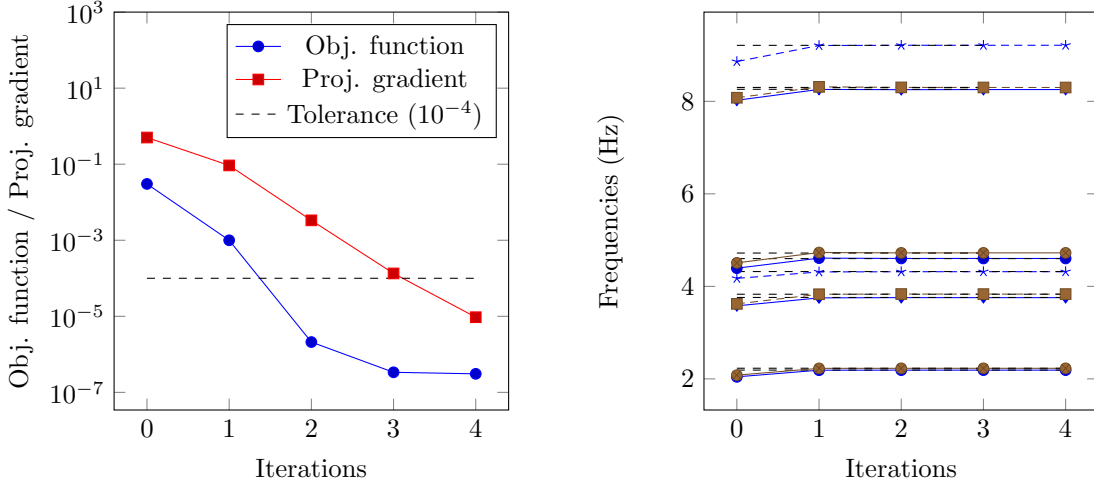 10^3
10^1
10^−1
10^−3
10^−5
10^−7
Obj. function / Proj. gradient
Obj. function
Proj. gradient
Tolerance (10^−4)
0 1 2 3 4
Iterations
8
6
4
2
Frequencies (Hz)
0 1 2 3 4
Iterations